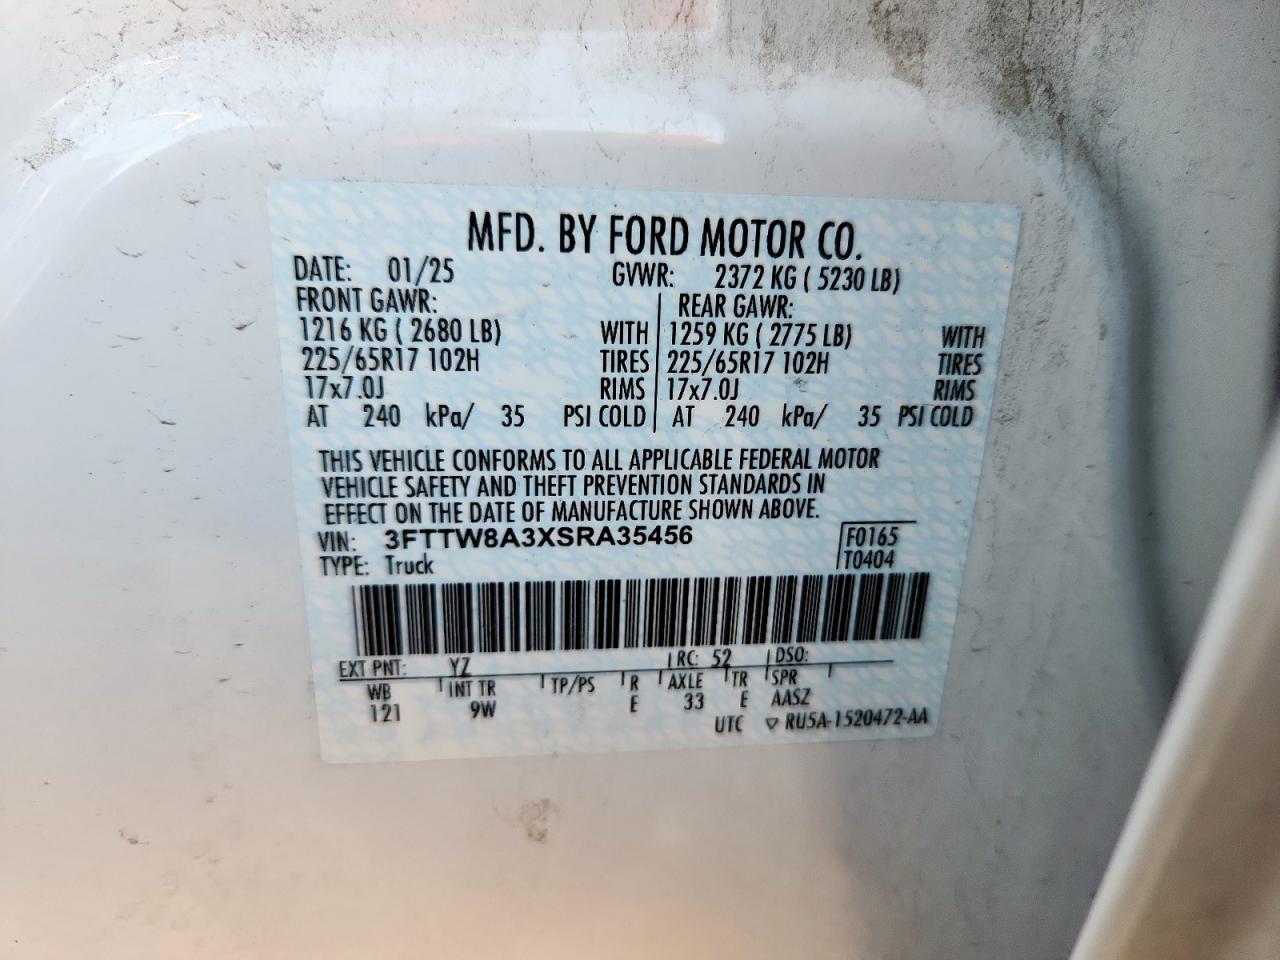 MFD. BY FORD MOTOR CO.
DATE: 01/25 GVWR: 2372 KG ( 5230 LB)
FRONT GAWR: REAR GAWR:
1216 KG ( 2680 LB) WITH 1259 KG ( 2775 LB) WITH
225/65R17 102H TIRES 225/65R17 102H TIRES
17x7.0J RIMS 17x7.0J RIMS
AT 240 kPa/ 35 PSI COLD AT 240 kPa/ 35 PSI COLD
THIS VEHICLE CONFORMS TO ALL APPLICABLE FEDERAL MOTOR
VEHICLE SAFETY AND THEFT PREVENTION STANDARDS IN
EFFECT ON THE DATE OF MANUFACTURE SHOWN ABOVE.
VIN: 3FTTW8A3XSRA35456 F0165
TYPE: Truck T0404
EXT PNT: YZ RC: 52 DSO:
WB INT TR TP/PS R AXLE TR SPR
121 9W E 33 E AASZ
UTC ▽ RU5A-1520472-AA